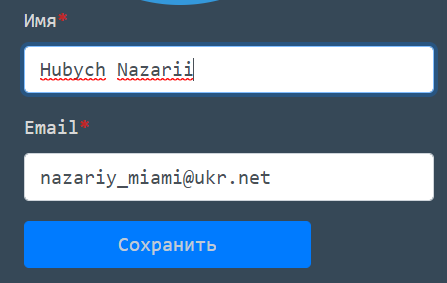 Имя*
Hubych Nazarii
Email*
nazariy_miami@ukr.net
Сохранить